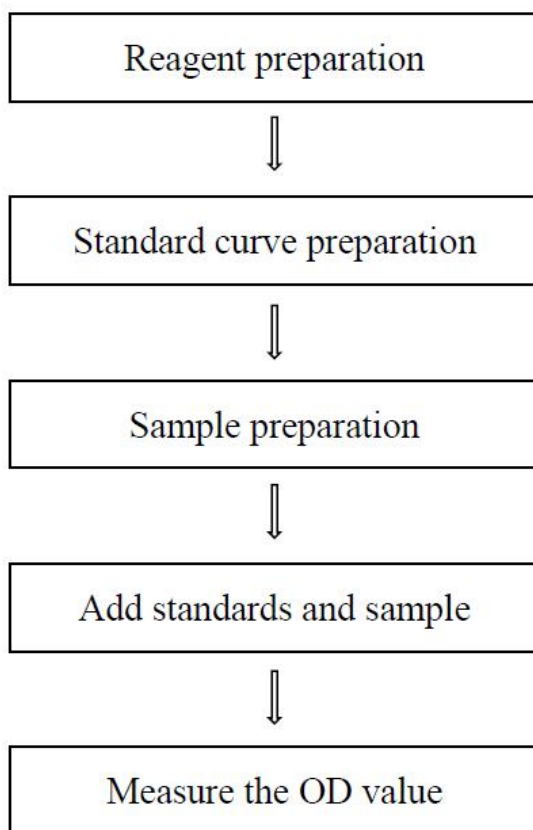 Reagent preparation
Standard curve preparation
Sample preparation
Add standards and sample
Measure the OD value